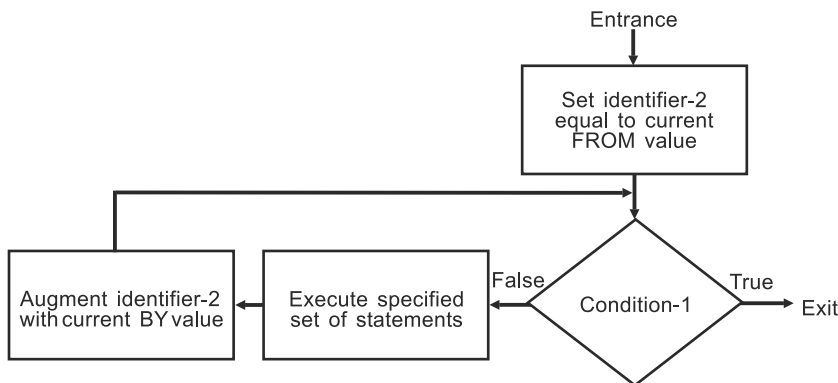 Entrance
Set identifier-2
equal to current
FROM value
False
True
Augment identifier-2
with current BY value
Execute specified
set of statements
Condition-1
Exit